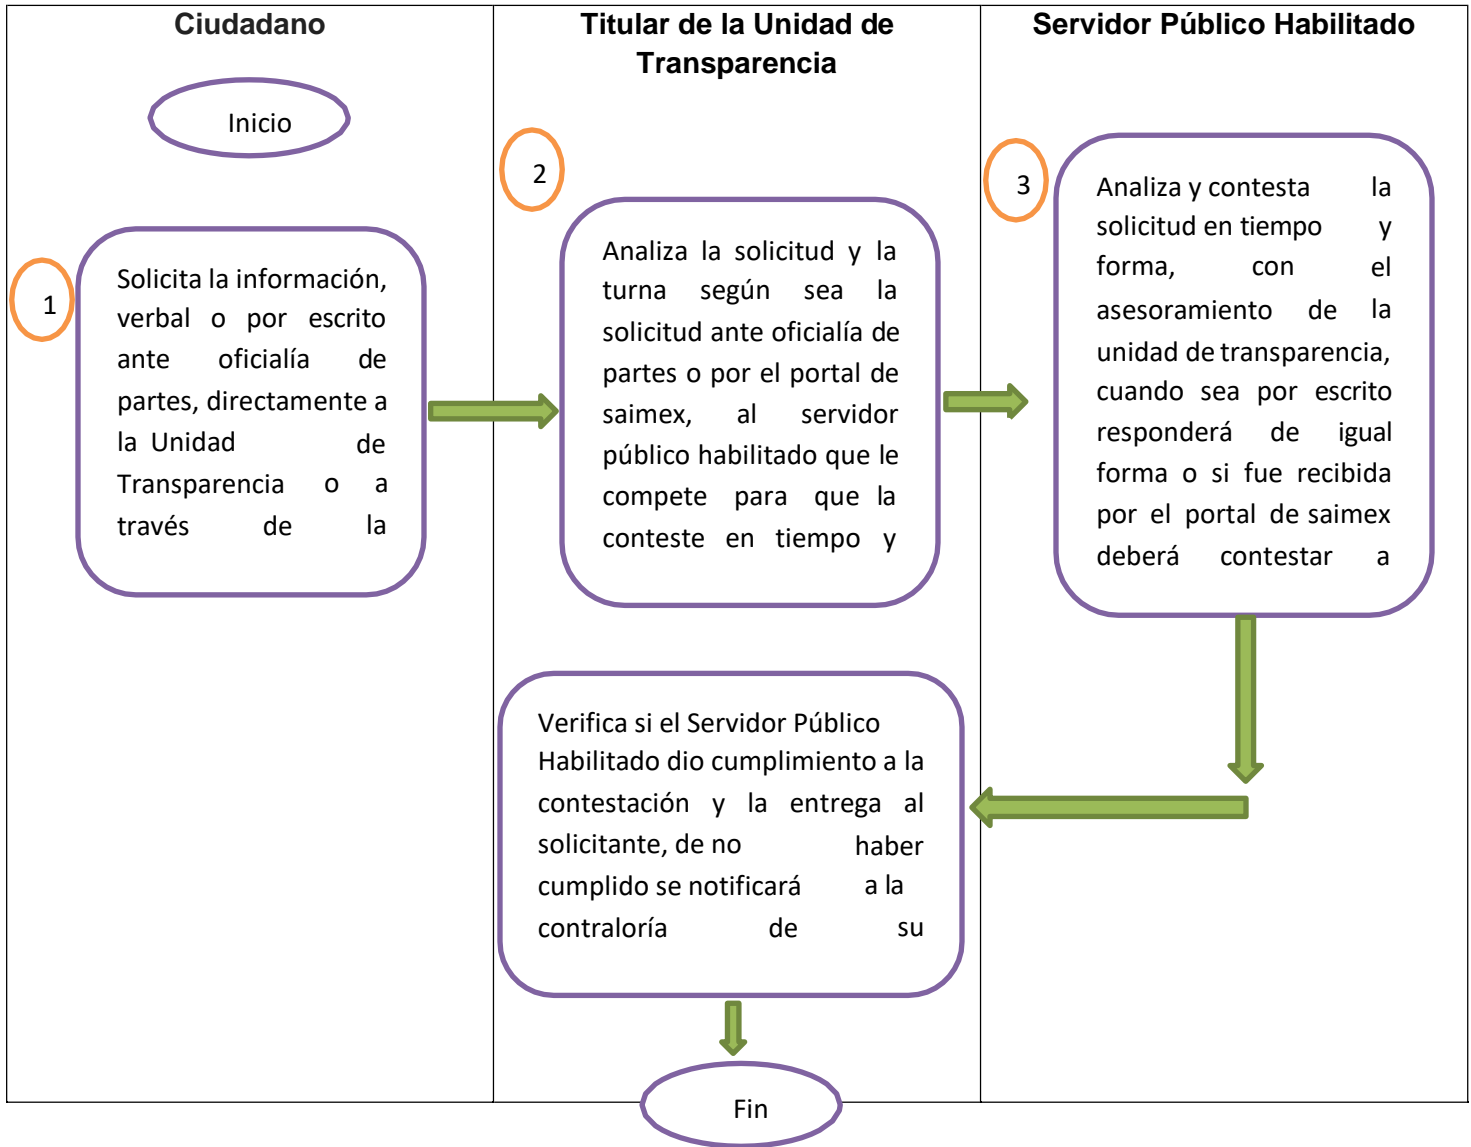 Ciudadano
Titular de la Unidad de
Transparencia
Servidor Público Habilitado
Inicio
1
Solicita la información,
verbal o por escrito
ante oficialía de
partes, directamente a
la Unidad de
Transparencia o a
través de la
2
Analiza la solicitud y la
turna según sea la
solicitud ante oficialía de
partes o por el portal de
saimex, al servidor
público habilitado que le
compete para que la
conteste en tiempo y
3
Analiza y contesta la
solicitud en tiempo y
forma, con el
asesoramiento de la
unidad de transparencia,
cuando sea por escrito
responderá de igual
forma o si fue recibida
por el portal de saimex
deberá contestar a
Verifica si el Servidor Público
Habilitado dio cumplimiento a la
contestación y la entrega al
solicitante, de no haber
cumplido se notificará a la
contraloría de su
Fin